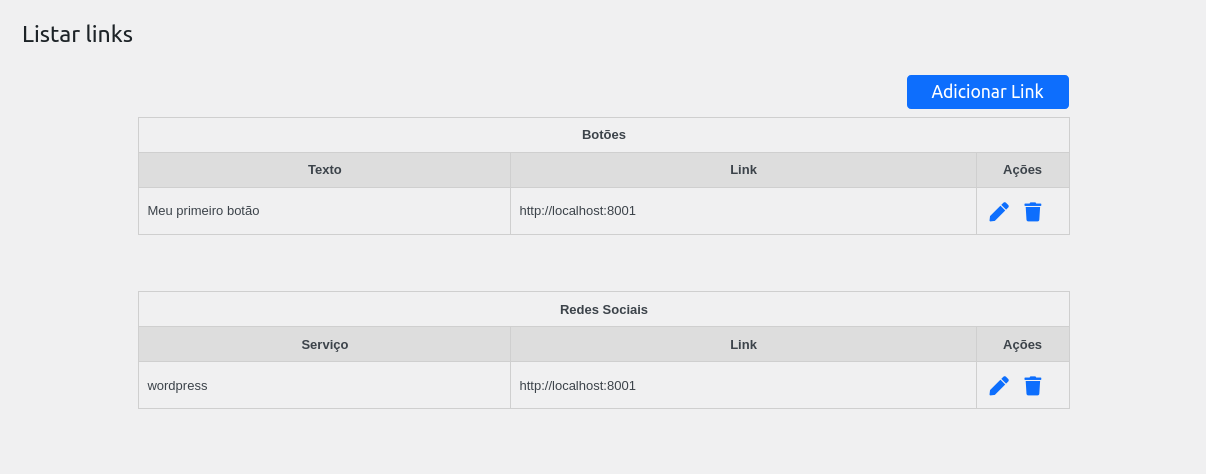 Listar links
Adicionar Link
Botões
Texto Link Ações
Meu primeiro botão http://localhost:8001
Redes Sociais
Serviço Link Ações
wordpress http://localhost:8001